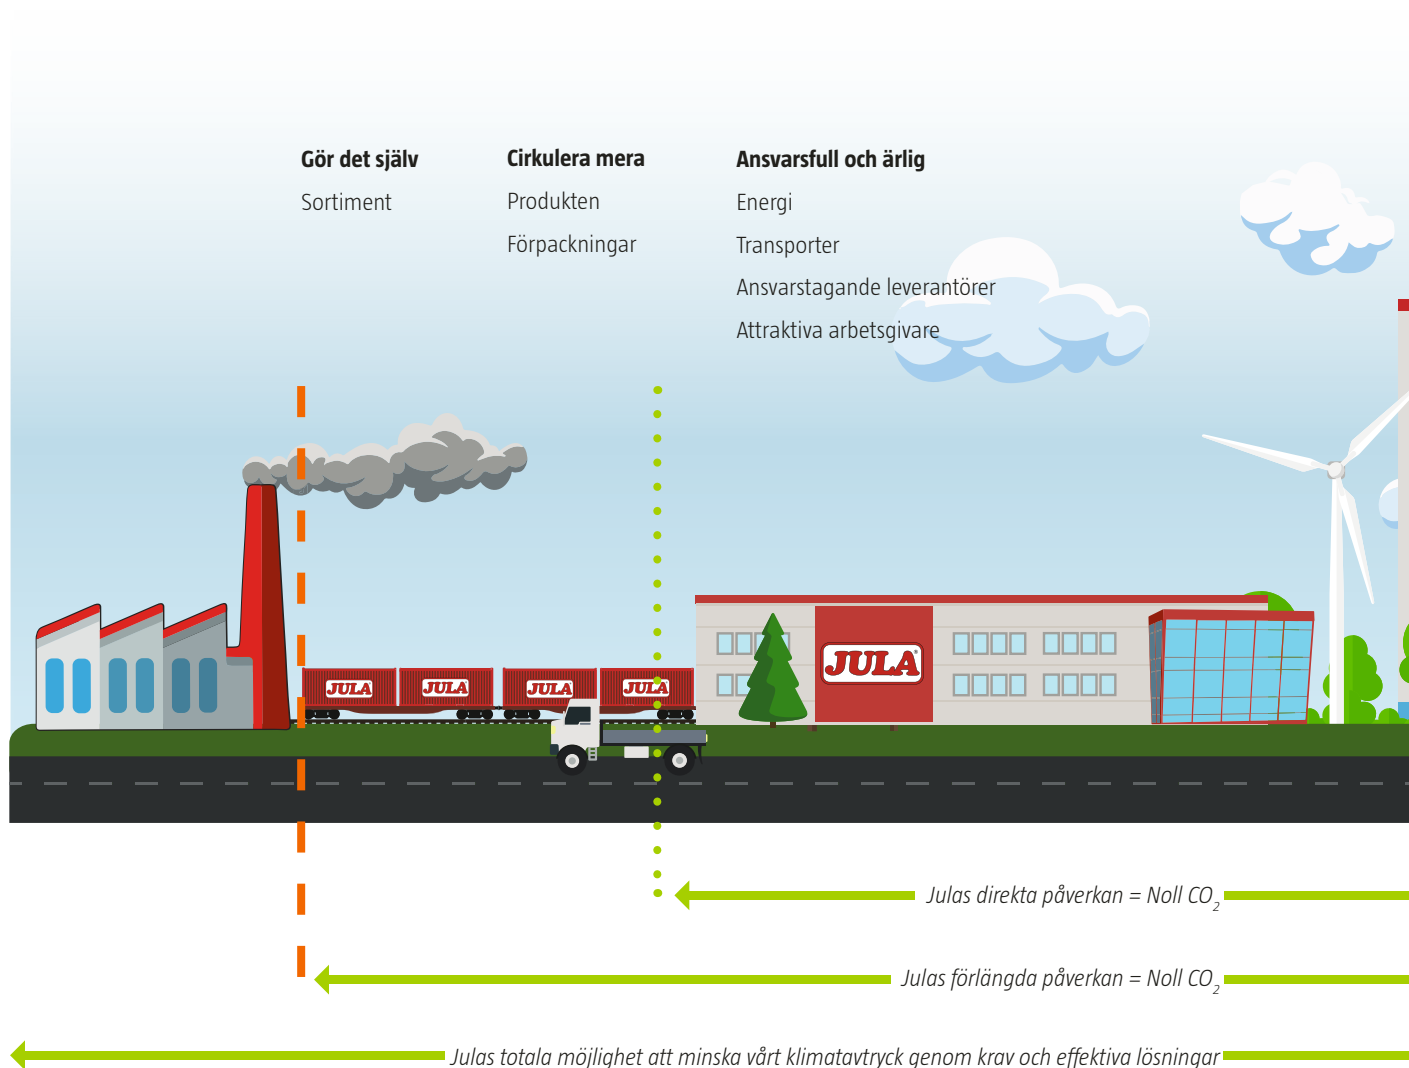 Gör det själv
Sortiment
Cirkulera mera
Produkten
Förpackningar
Ansvarsfull och ärlig
Energi
Transporter
Ansvarstagande leverantörer
Attraktiva arbetsgivare
JULA
JULA
JULA
JULA
JULA
Julas direkta påverkan = Noll CO₂
Julas förlängda påverkan = Noll CO₂
Julas totala möjlighet att minska vårt klimatavtryck genom krav och effektiva lösningar